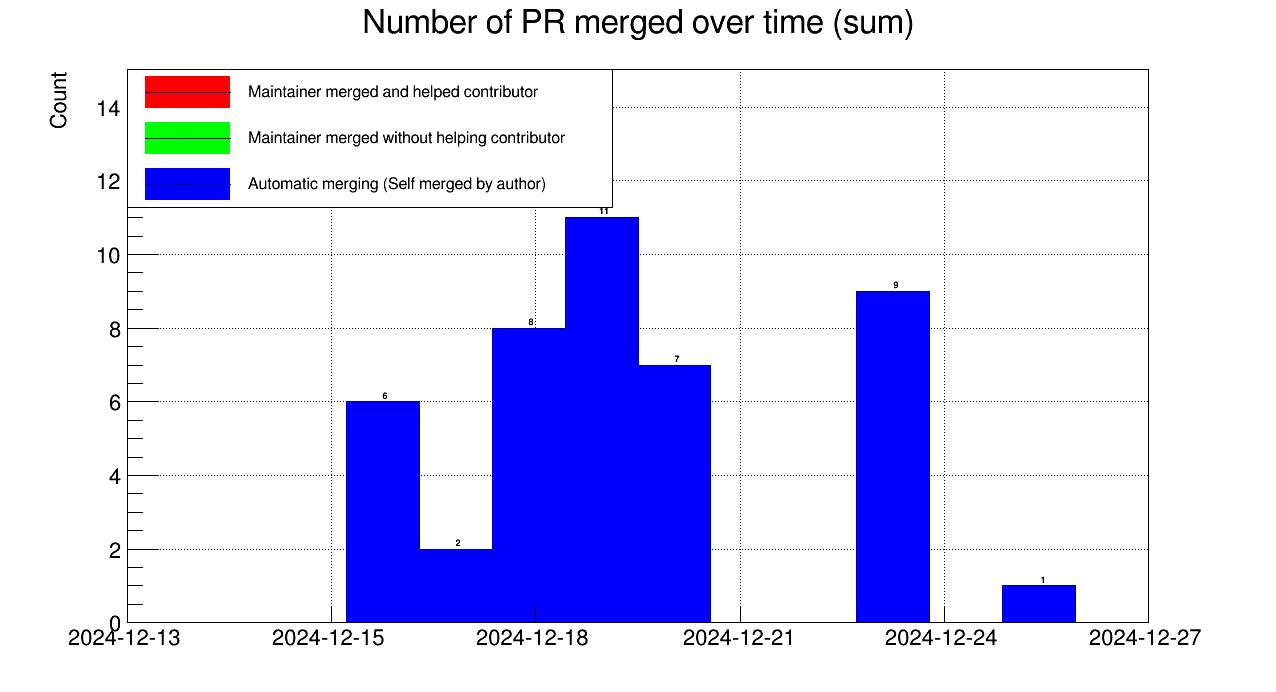 Number of PR merged over time (sum)
Count
Maintainer merged and helped contributor
Maintainer merged without helping contributor
Automatic merging (Self merged by author)
14
12
10
8
6
4
2
0
6
2
8
11
7
9
1
2024-12-13 2024-12-15 2024-12-18 2024-12-21 2024-12-24 2024-12-27